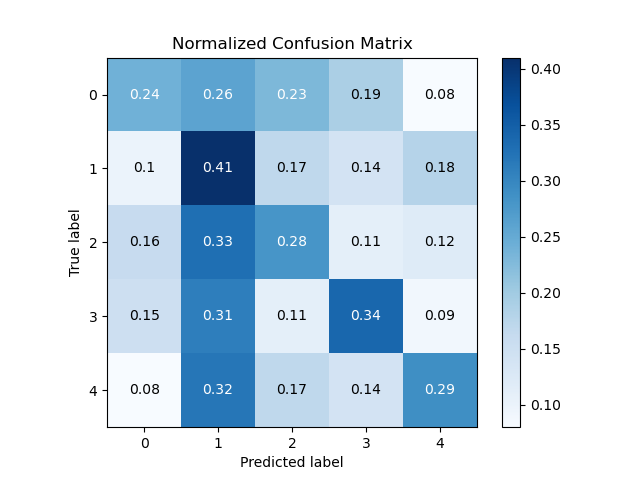 Normalized Confusion Matrix
0 0.24 0.26 0.23 0.19 0.08
1 0.1 0.41 0.17 0.14 0.18
2 0.16 0.33 0.28 0.11 0.12
3 0.15 0.31 0.11 0.34 0.09
4 0.08 0.32 0.17 0.14 0.29
0 1 2 3 4
Predicted label
True label
0.40
0.35
0.30
0.25
0.20
0.15
0.10